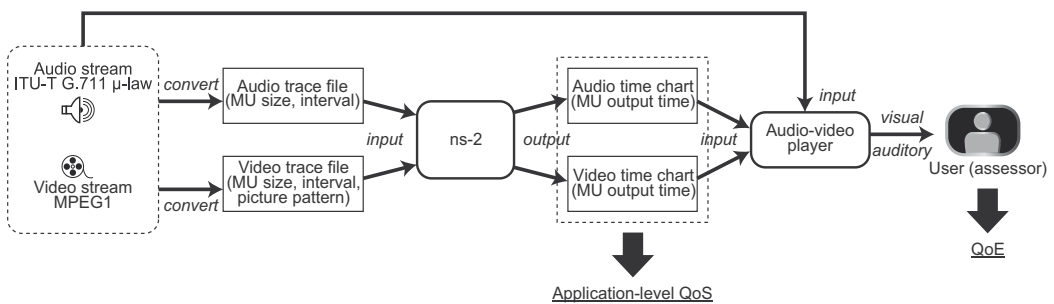 Audio stream
ITU-T G.711 μ-law
Video stream
MPEG1
convert
convert
Audio trace file
(MU size, interval)
Video trace file
(MU size, interval,
picture pattern)
input
ns-2
output
Audio time chart
(MU output time)
Video time chart
(MU output time)
input
input
Audio-video
player
visual
auditory
User (assessor)
Application-level QoS
QoE